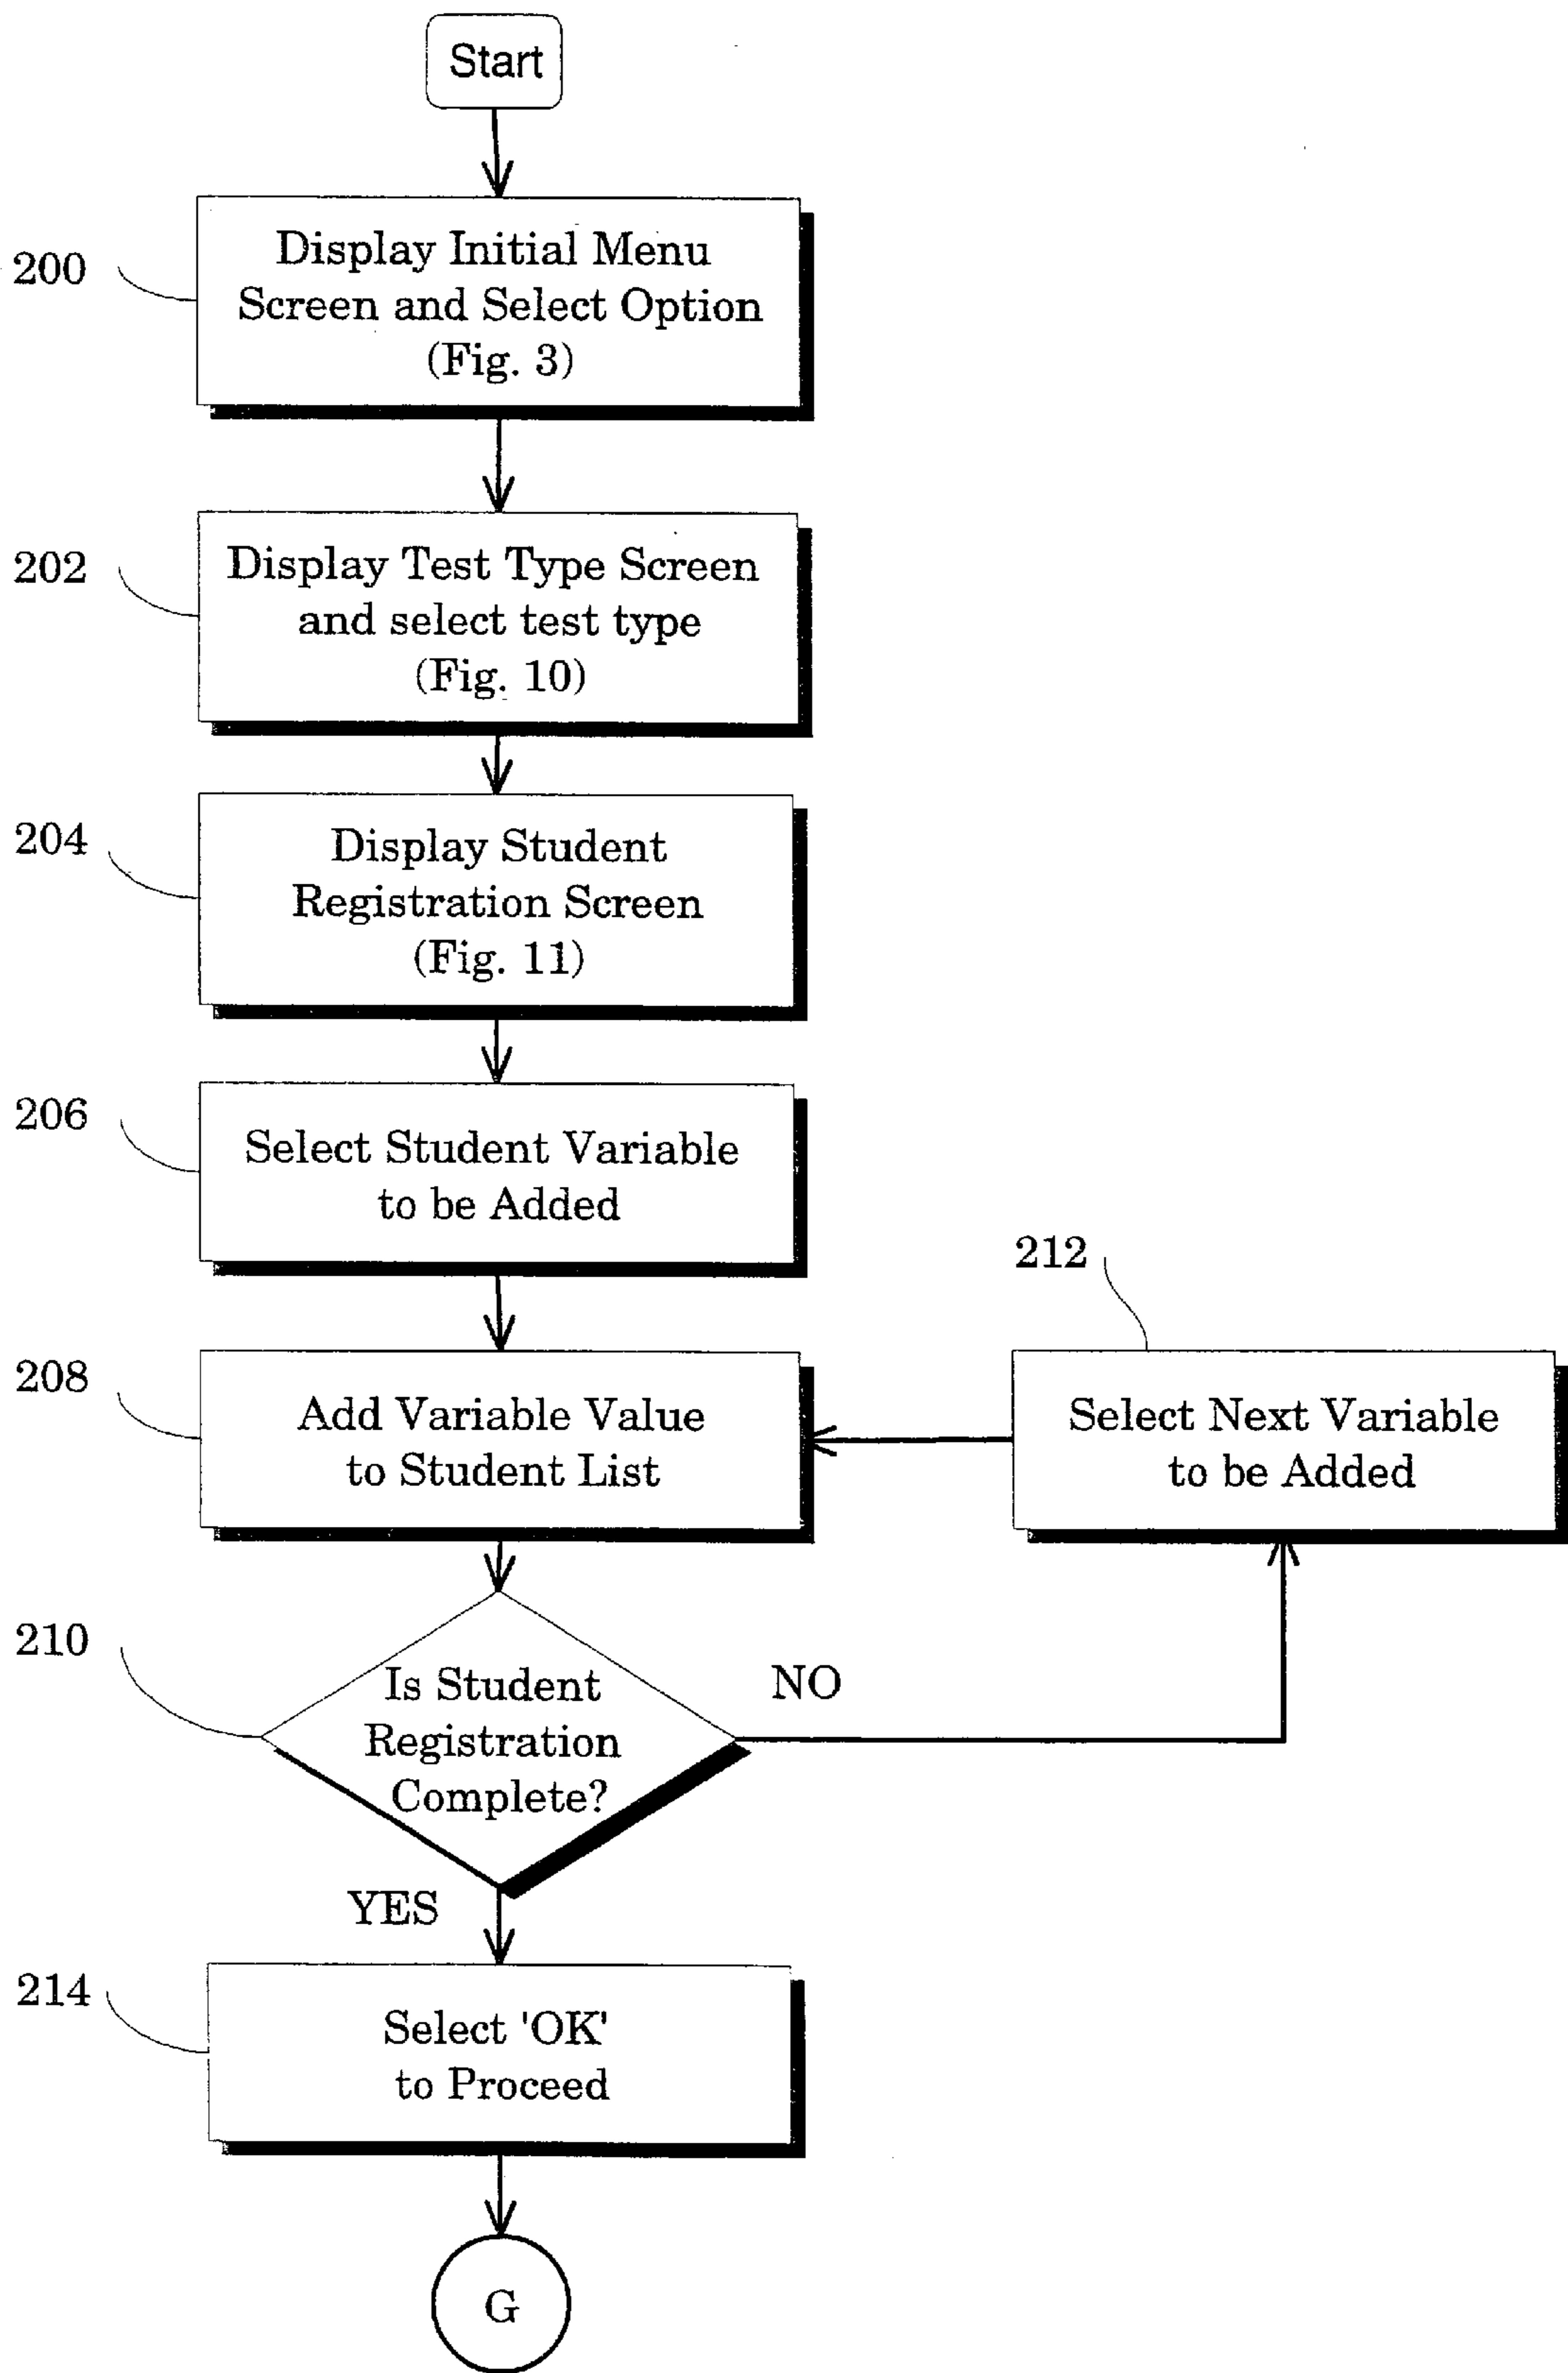 Start
200
Display Initial Menu
Screen and Select Option
(Fig. 3)
202
Display Test Type Screen
and select test type
(Fig. 10)
204
Display Student
Registration Screen
(Fig. 11)
206
Select Student Variable
to be Added
212
208
Add Variable Value
to Student List
Select Next Variable
to be Added
210
Is Student
Registration
Complete?
NO
YES
214
Select 'OK'
to Proceed
G